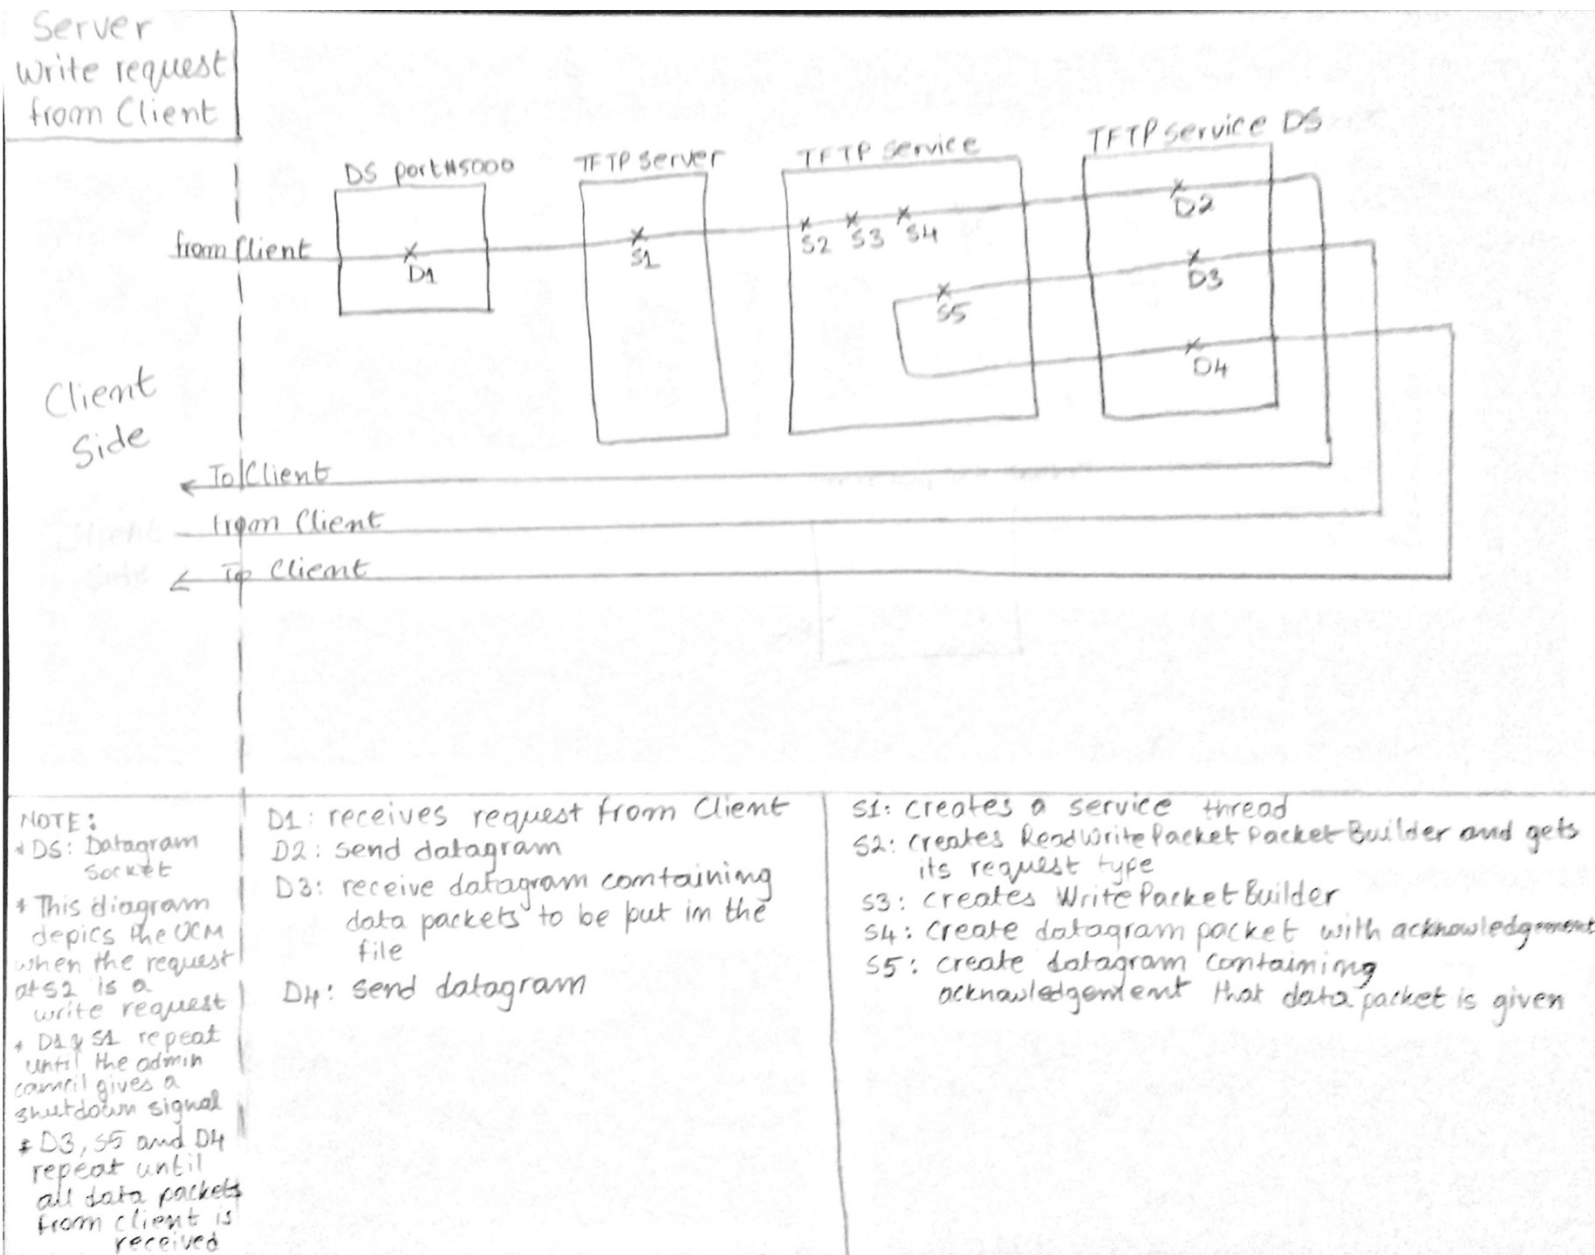 Server
Write request
from Client
DS port#5000
TFTP server
TFTP service
TFTP service DS
from Client
D1
S1
S2
S3
S4
D2
S5
D3
D4
Client
Side
To Client
from Client
To Client
NOTE:
* DS: Datagram
socket
* This diagram
depics the UCM
when the request
at S2 is a
write request
* D1 & S1 repeat
until the admin
council gives a
shutdown signal
* D3, S5 and D4
repeat until
all data packets
from client is
received
D1: receives request from Client
D2: send datagram
D3: receive datagram containing
data packets to be put in the
file
D4: send datagram
S1: creates a service thread
S2: creates ReadWritePacket PacketBuilder and gets
its request type
S3: creates WritePacketBuilder
S4: create datagram packet with acknowledgement
S5: create datagram containing
acknowledgement that data packet is given